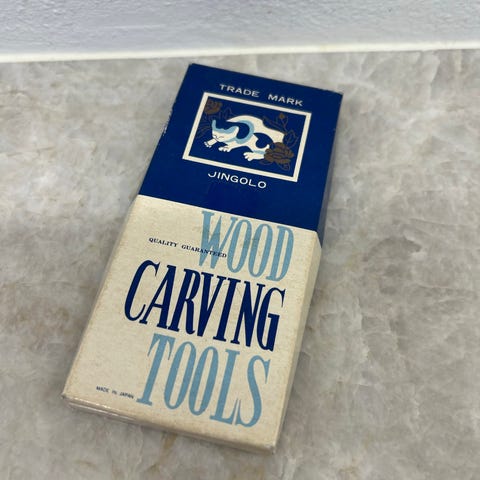 TRADE MARK
JINGOLO
WOOD
QUALITY GUARANTEED
CARVING
TOOLS
MADE IN JAPAN